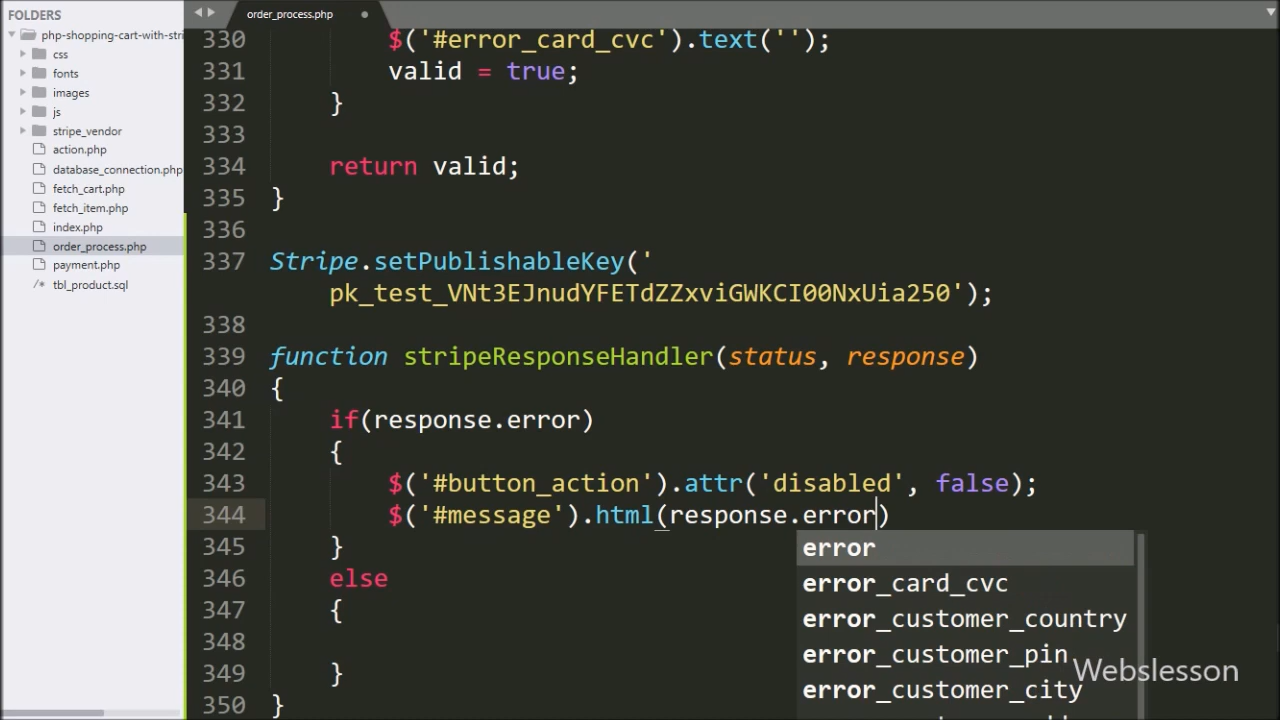 FOLDERS
php-shopping-cart-with-stri
css
fonts
images
js
stripe_vendor
action.php
database_connection.php
fetch_cart.php
fetch_item.php
index.php
order_process.php
payment.php
tbl_product.sql
order_process.php
330 $('#error_card_cvc').text('');
331 valid = true;
332 }
333
334 return valid;
335 }
336
337 Stripe.setPublishableKey('
pk_test_VNt3EJnudYFETdZZxviGWKCI00NxUia250');
338
339 function stripeResponseHandler(status, response)
340 {
341 if(response.error)
342 {
343 $('#button_action').attr('disabled', false);
344 $('#message').html(response.error)
345 }
346 else
347 {
348
349 }
350 }
error
error_card_cvc
error_customer_country
error_customer_pin
error_customer_city
Webslesson